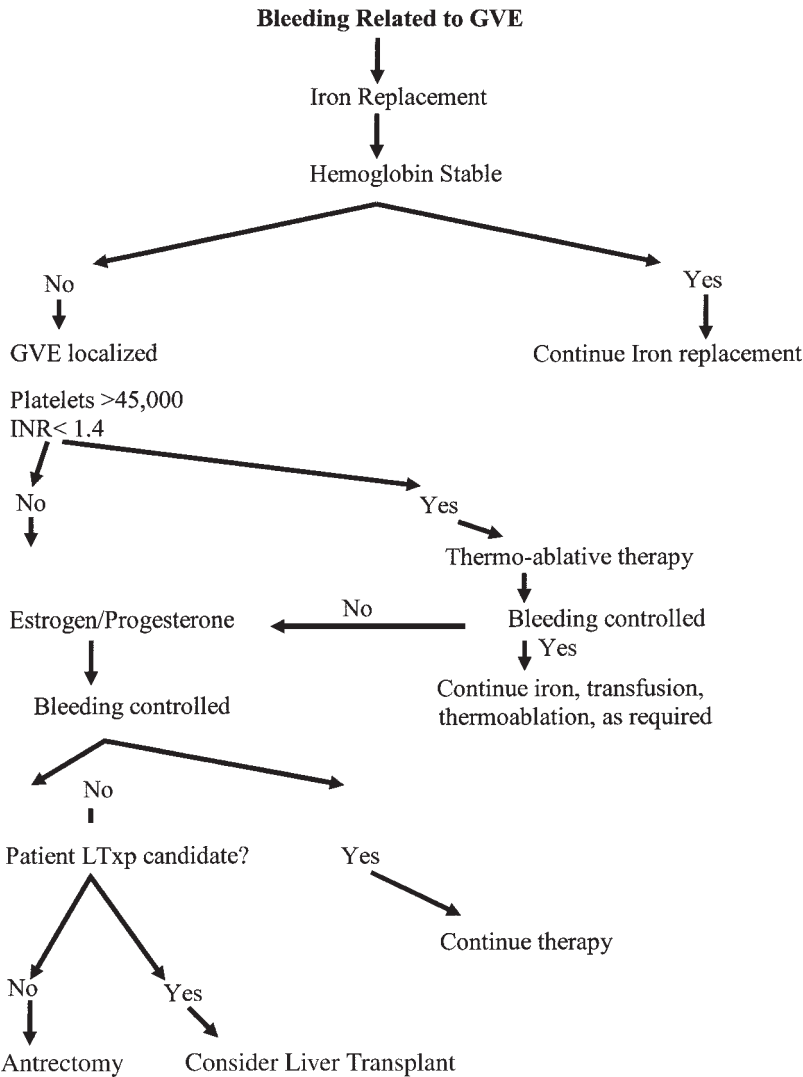 Bleeding Related to GVE
Iron Replacement
Hemoglobin Stable
No
Yes
GVE localized
Continue Iron replacement
Platelets >45,000
INR< 1.4
No
Yes
Thermo-ablative therapy
Estrogen/Progesterone
No
Bleeding controlled
Yes
Continue iron, transfusion,
thermoablation, as required
Bleeding controlled
No
Patient LTxp candidate?
Yes
Continue therapy
No
Yes
Antrectomy
Consider Liver Transplant